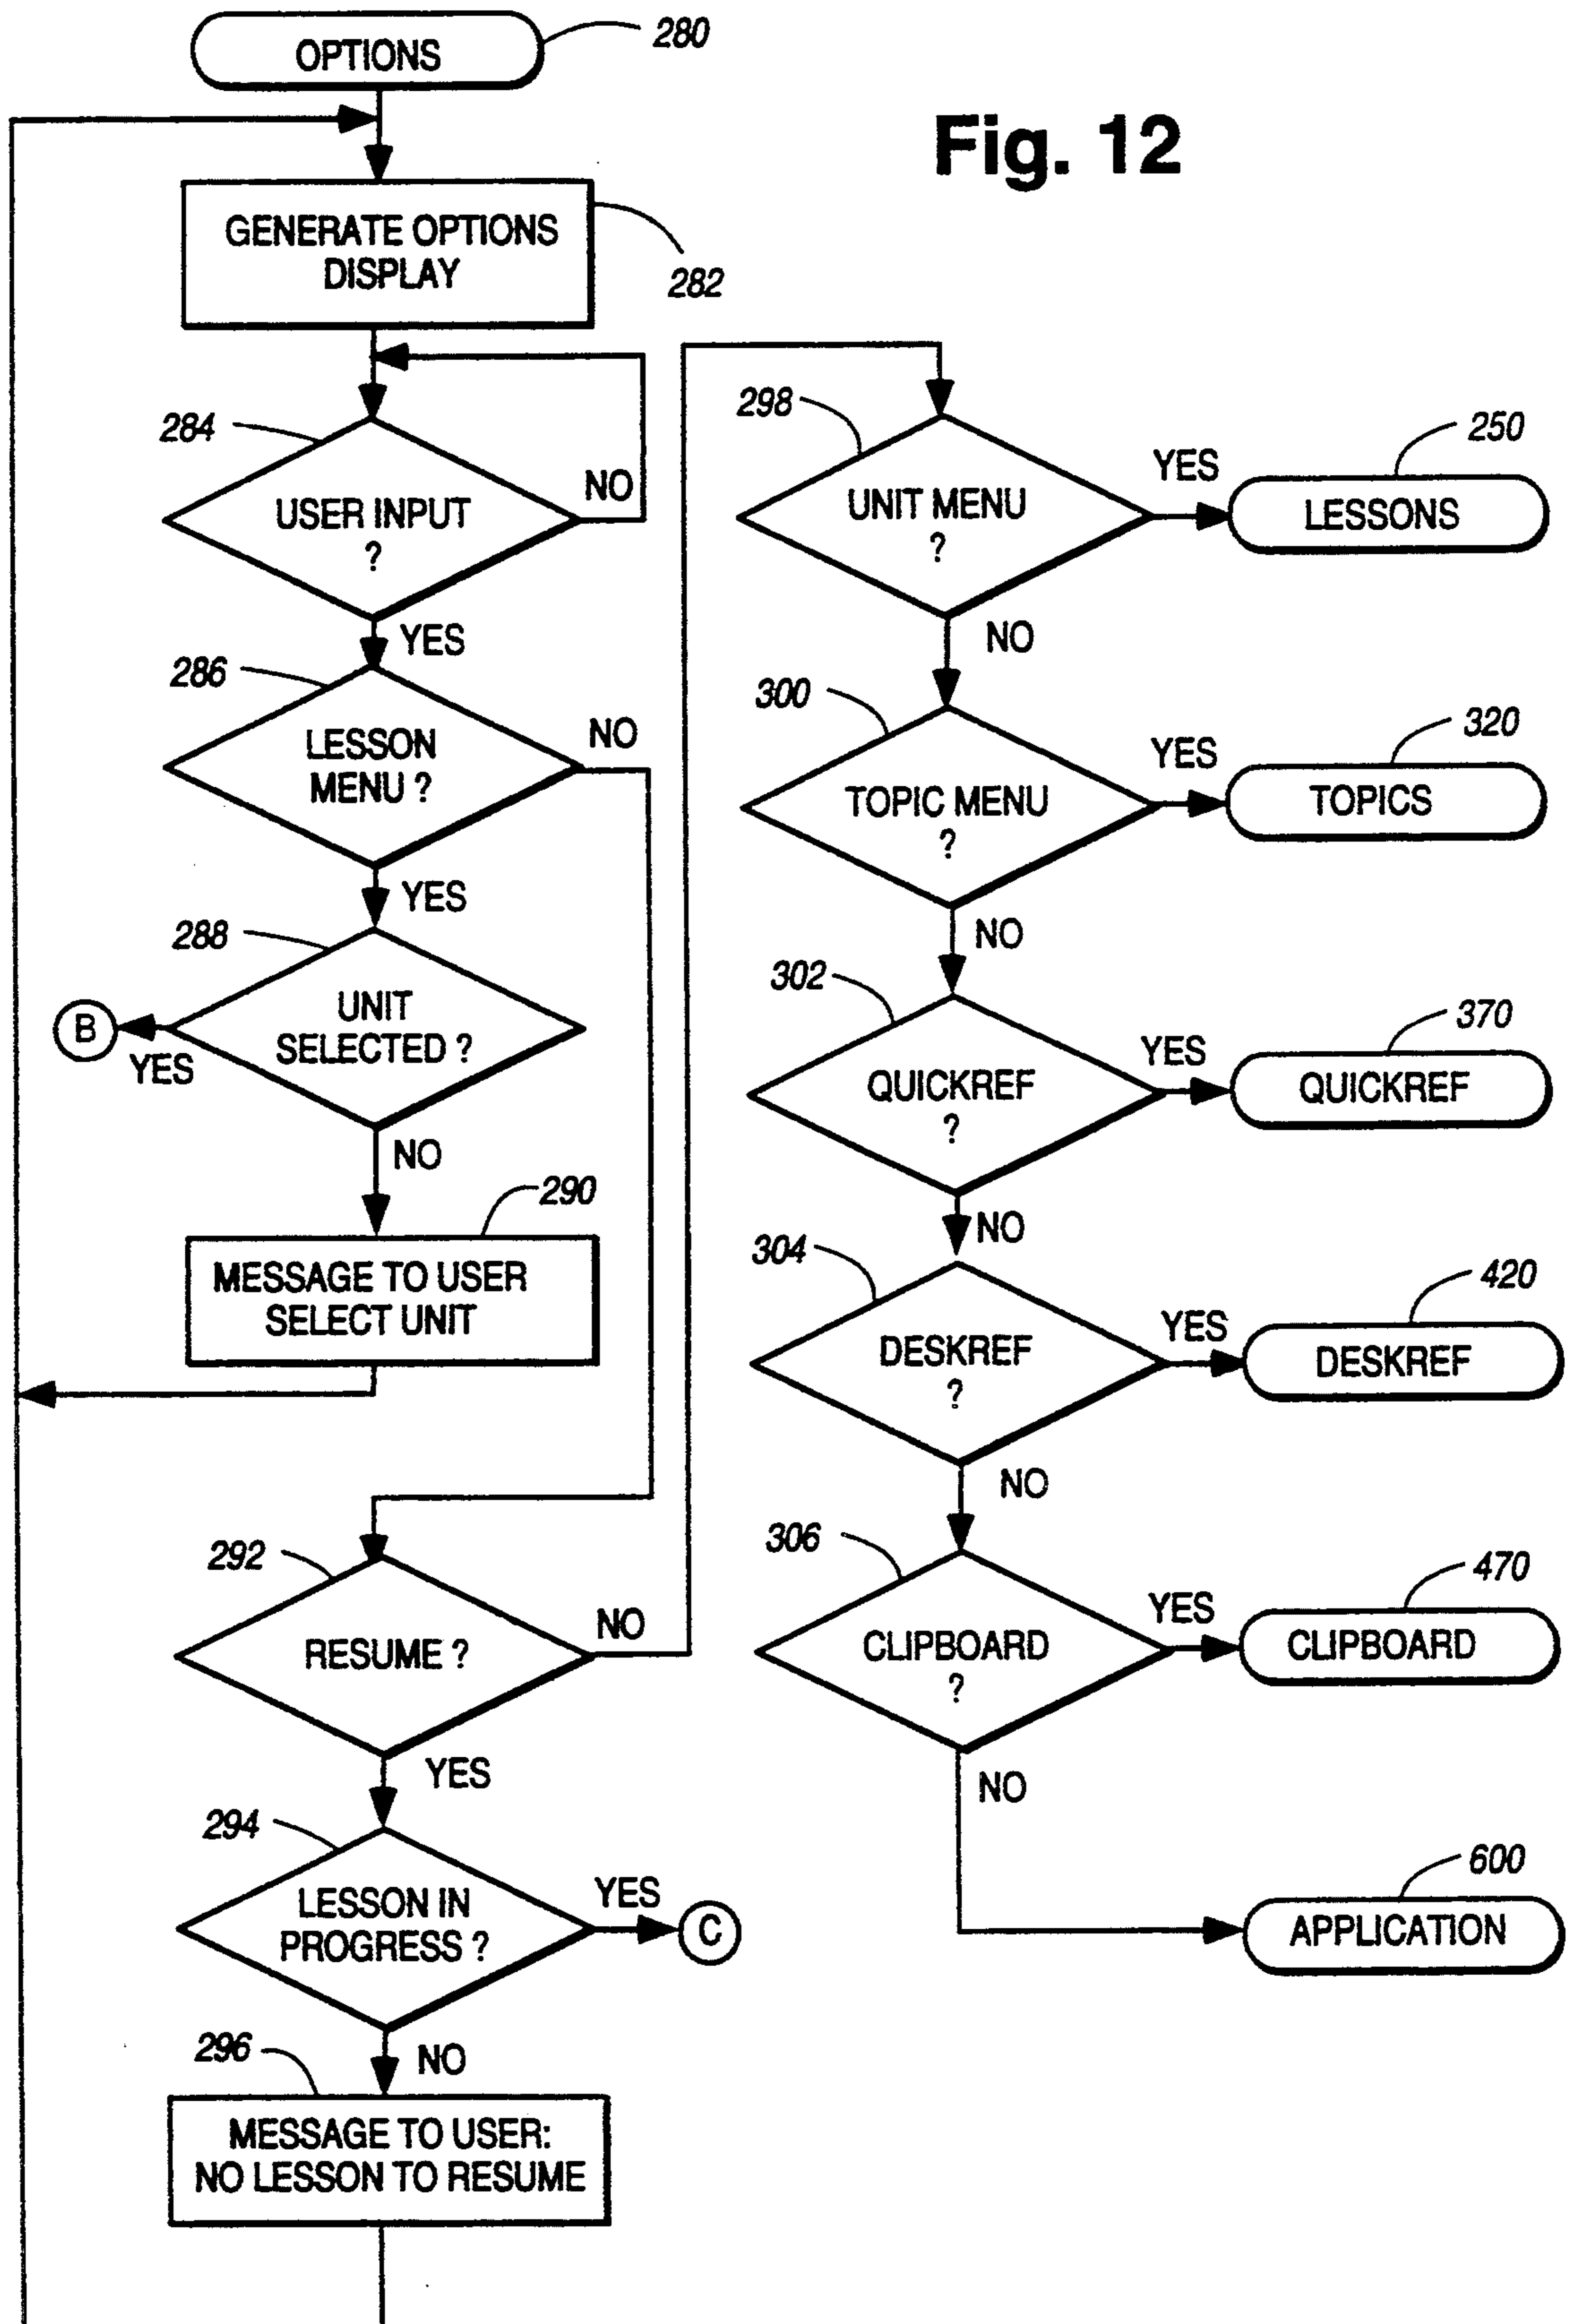 OPTIONS
280
Fig. 12
GENERATE OPTIONS
DISPLAY
282
284
USER INPUT
?
NO
YES
286
LESSON
MENU ?
NO
YES
288
UNIT
SELECTED ?
B
YES
NO
290
MESSAGE TO USER
SELECT UNIT
292
RESUME ?
NO
YES
294
LESSON IN
PROGRESS ?
YES
C
NO
296
MESSAGE TO USER:
NO LESSON TO RESUME
298
UNIT MENU
?
YES
250
LESSONS
NO
300
TOPIC MENU
?
YES
320
TOPICS
NO
302
QUICKREF
?
YES
370
QUICKREF
NO
304
DESKREF
?
YES
420
DESKREF
NO
306
CLIPBOARD
?
YES
470
CLIPBOARD
NO
600
APPLICATION